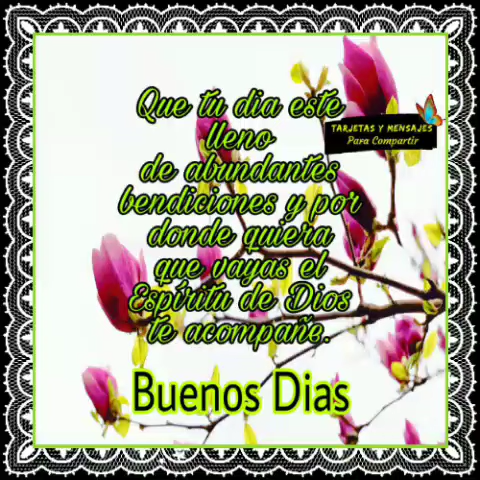 Que tu dia este
lleno
de abundantes
bendiciones y por
donde quiera
que vayas el
Espíritu de Dios
te acompañe.
Buenos Dias
TARJETAS Y MENSAJES
Para Compartir